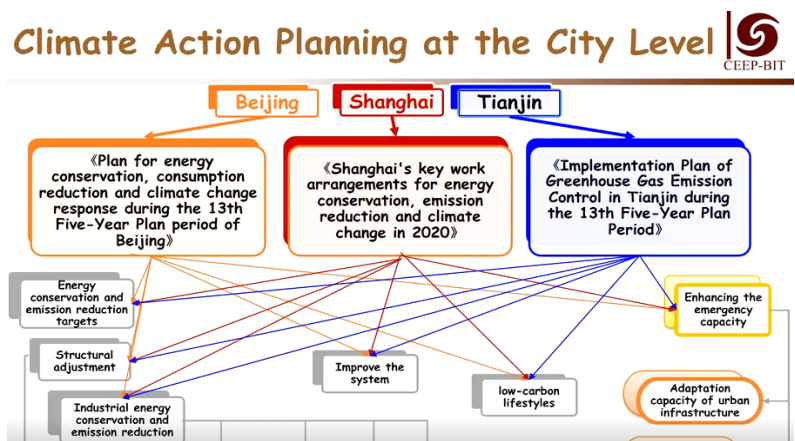 Climate Action Planning at the City Level
CEEP-BIT
Beijing
Shanghai
Tianjin
《Plan for energy
conservation, consumption
reduction and climate change
response during the 13th
Five-Year Plan period of
Beijing》
《Shanghai's key work
arrangements for energy
conservation, emission
reduction and climate
change in 2020》
《Implementation Plan of
Greenhouse Gas Emission
Control in Tianjin during
the 13th Five-Year Plan
Period》
Energy
conservation and
emission reduction
targets
Enhancing the
emergency
capacity
Structural
adjustment
Improve the
system
low-carbon
lifestyles
Adaptation
capacity of urban
infrastructure
Industrial energy
conservation and
emission reduction